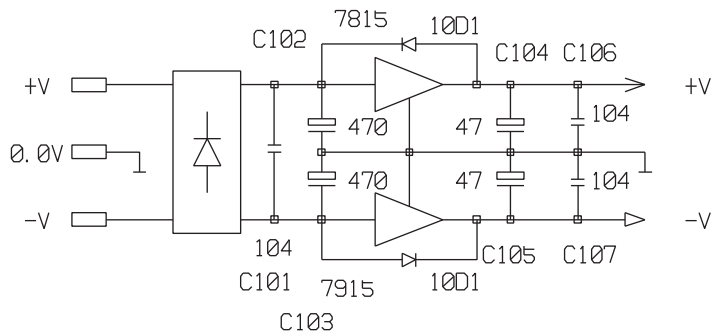 7815 10D1
C102 C104 C106
+V +V
104
470 47
0.0V
470 47 104
-V -V
104 C105 C107
C101 7915 10D1
C103